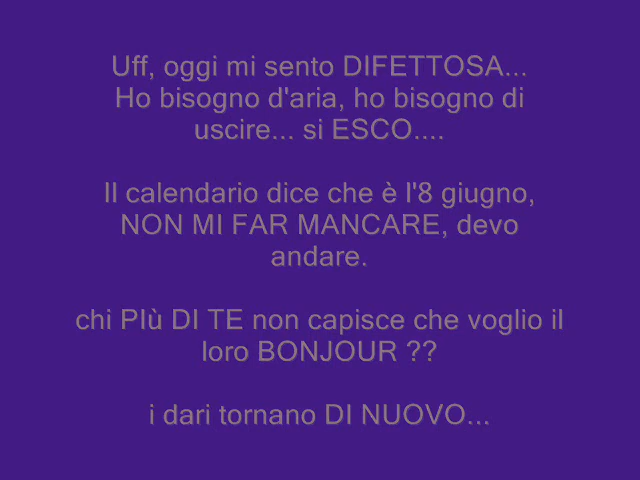 Uff, oggi mi sento DIFETTOSA...
Ho bisogno d'aria, ho bisogno di
uscire... si ESCO....
Il calendario dice che è l'8 giugno,
NON MI FAR MANCARE, devo
andare.
chi PIù DI TE non capisce che voglio il
loro BONJOUR ??
i dari tornano DI NUOVO...